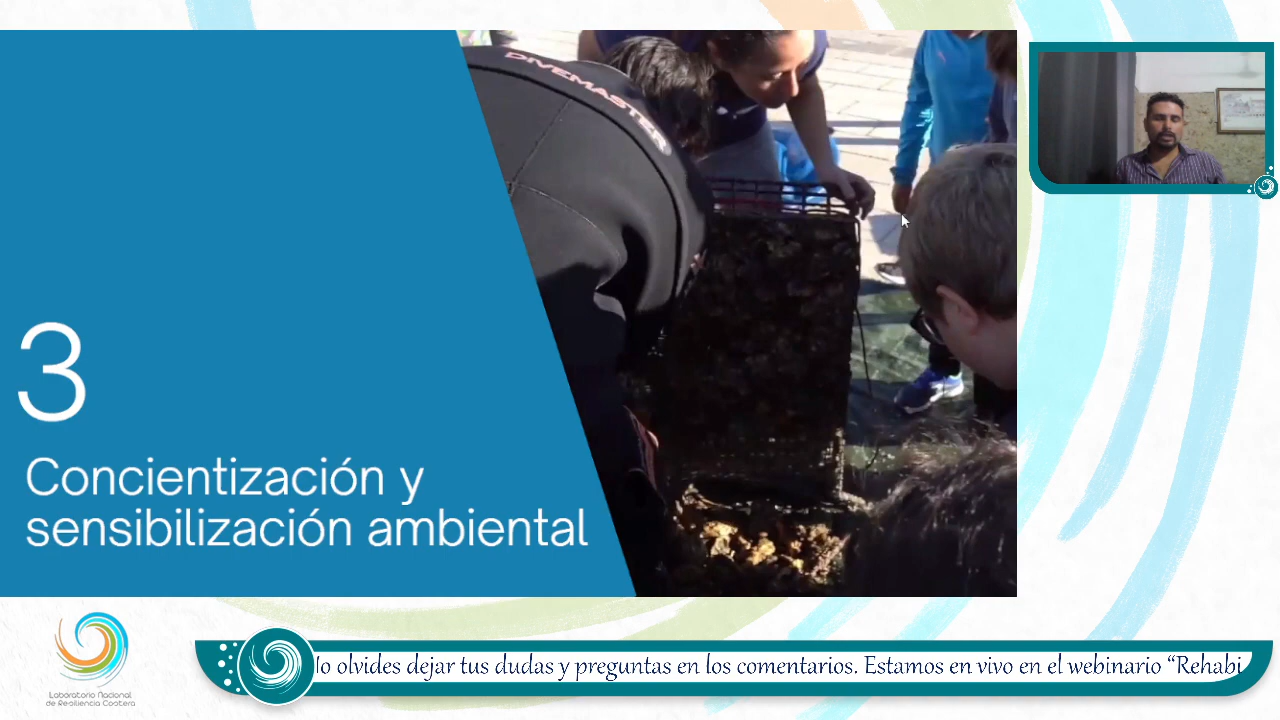 DIVEMASTER
3
Concientización y
sensibilización ambiental
Laboratorio Nacional
de Resiliencia Costera
No olvides dejar tus dudas y preguntas en los comentarios. Estamos en vivo en el webinario “Rehabi